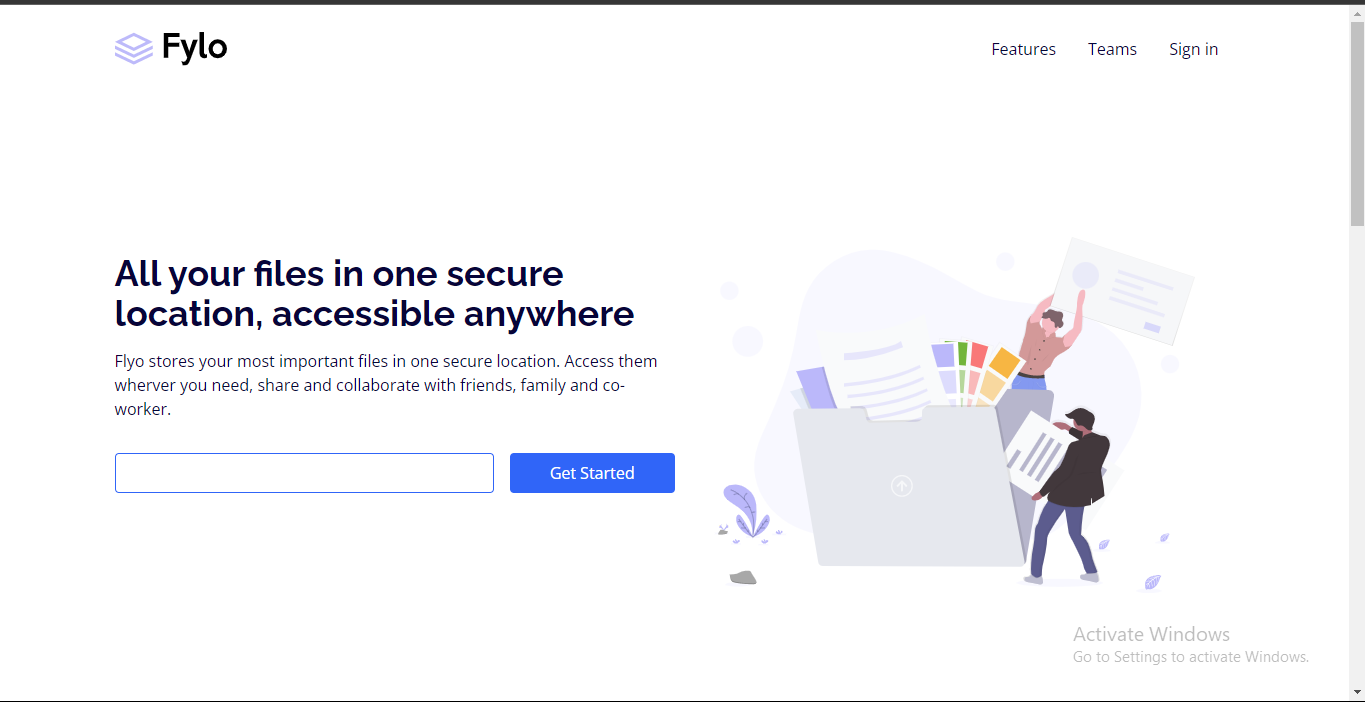 Fylo
Features
Teams
Sign in
All your files in one secure
location, accessible anywhere
Flyo stores your most important files in one secure location. Access them
wherver you need, share and collaborate with friends, family and co-
worker.
Get Started
Activate Windows
Go to Settings to activate Windows.